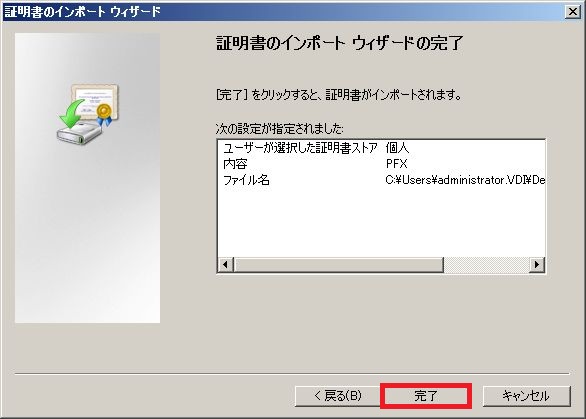 証明書のインポート ウィザード
証明書のインポート ウィザードの完了
[完了] をクリックすると、証明書がインポートされます。
次の設定が指定されました:
ユーザーが選択した証明書ストア 個人
内容 PFX
ファイル名 C:¥Users¥administrator.VDI¥De
< 戻る(B)
完了
キャンセル